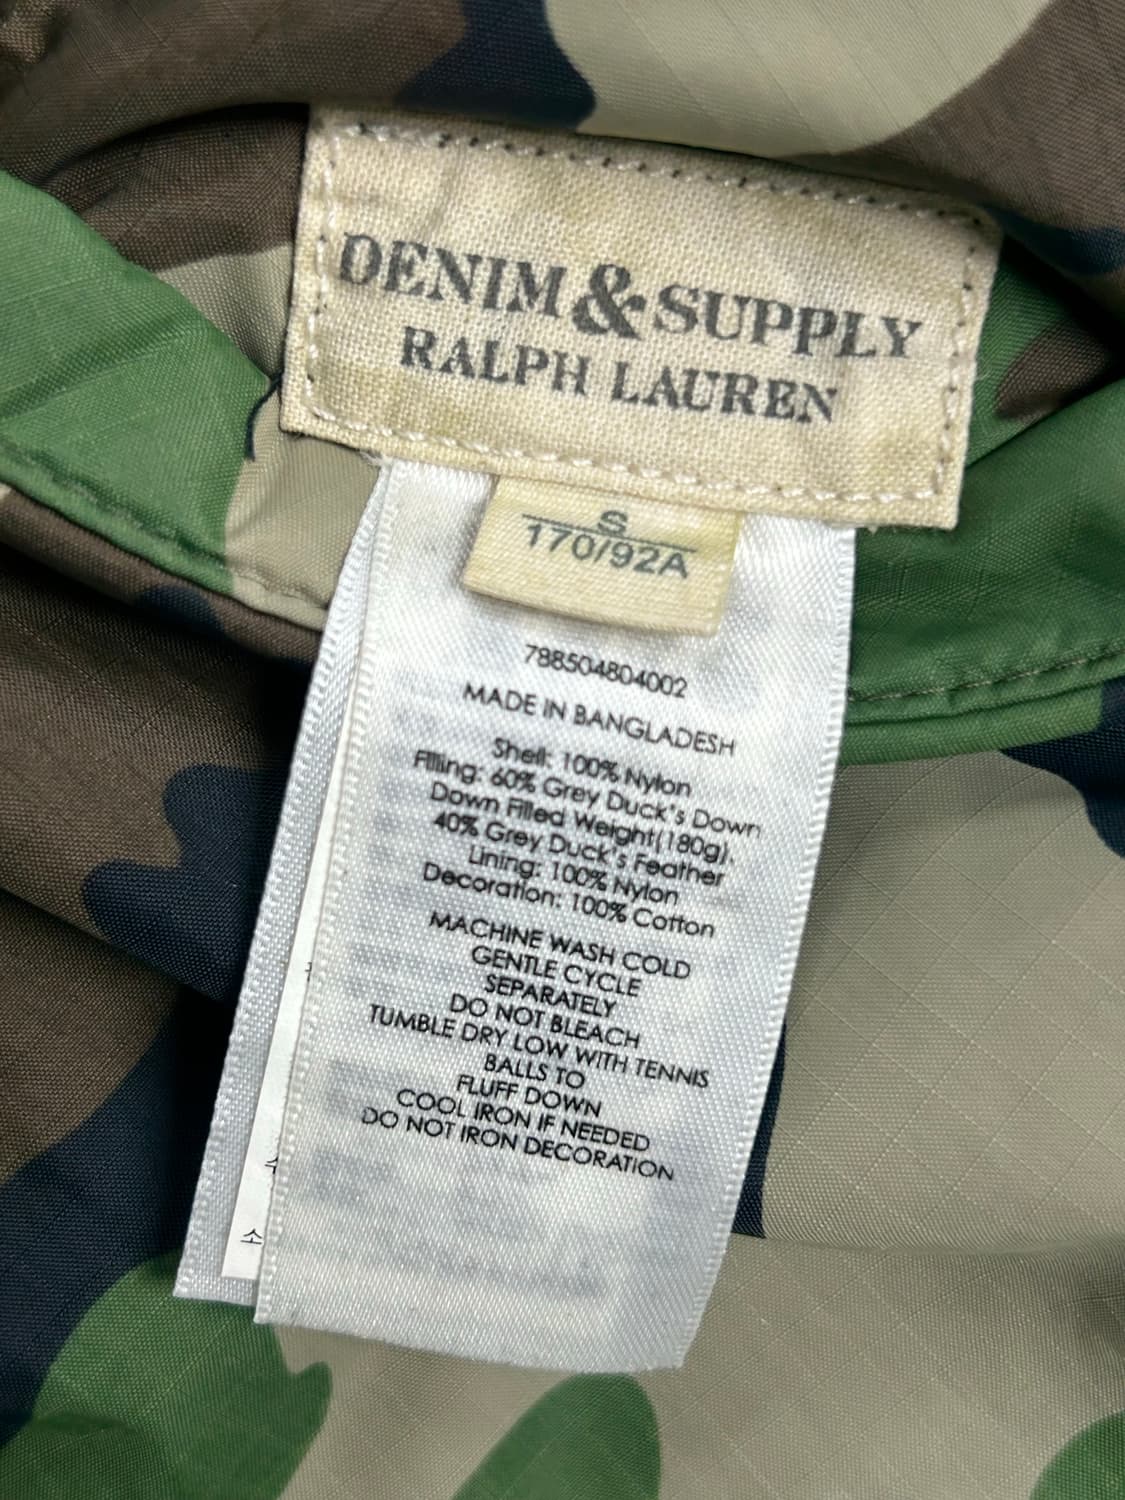 DENIM & SUPPLY
RALPH LAUREN
S
170/92A
788504804002
MADE IN BANGLADESH
Shell: 100% Nylon
Filling: 60% Grey Duck's Down
Down Filled Weight(180g),
40% Grey Duck's Feather
Lining: 100% Nylon
Decoration: 100% Cotton
MACHINE WASH COLD
GENTLE CYCLE
SEPARATELY
DO NOT BLEACH
TUMBLE DRY LOW WITH TENNIS
BALLS TO
FLUFF DOWN
COOL IRON IF NEEDED
DO NOT IRON DECORATION
수
소